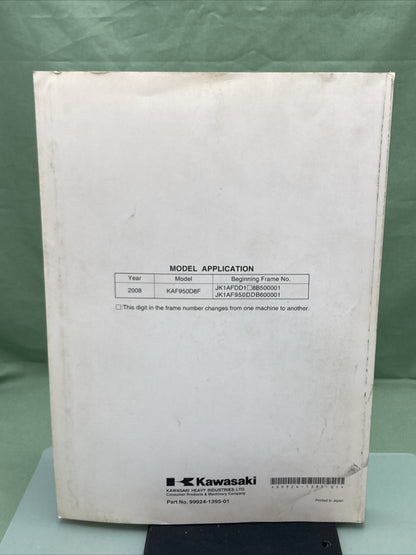 MODEL APPLICATION
Year Model Beginning Frame No.
2008 KAF950D8F JK1AFDD1□8B500001
JK1AF950DDB600001
□:This digit in the frame number changes from one machine to another.
Kawasaki
KAWASAKI HEAVY INDUSTRIES, LTD.
Consumer Products & Machinery Company
Part No. 99924-1395-01
Printed in Japan